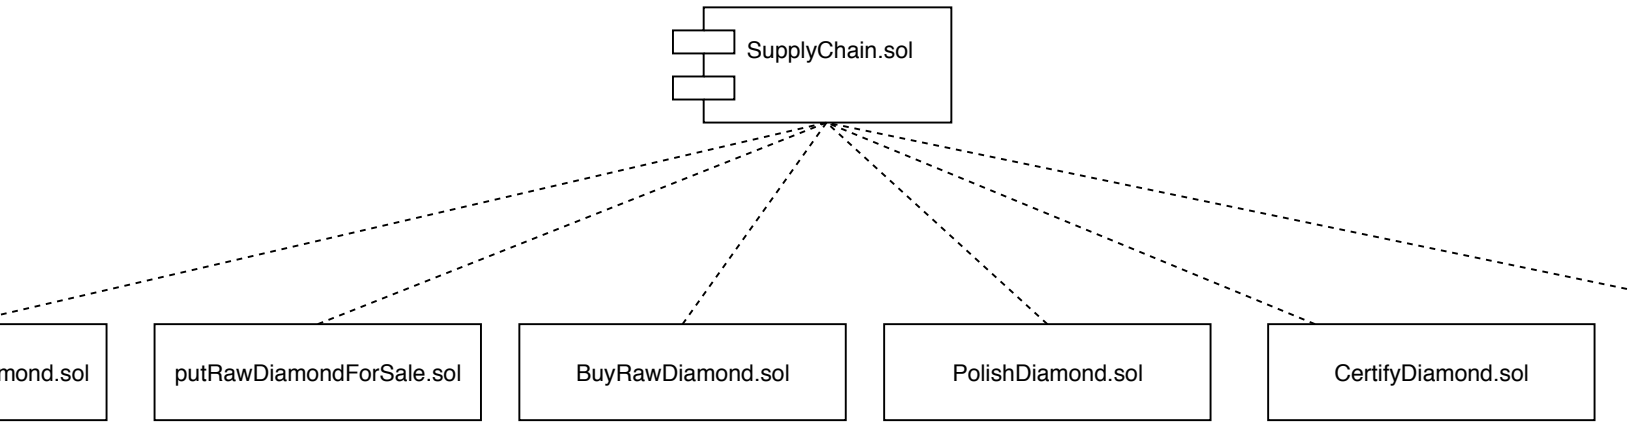 SupplyChain.sol
mond.sol
putRawDiamondForSale.sol
BuyRawDiamond.sol
PolishDiamond.sol
CertifyDiamond.sol